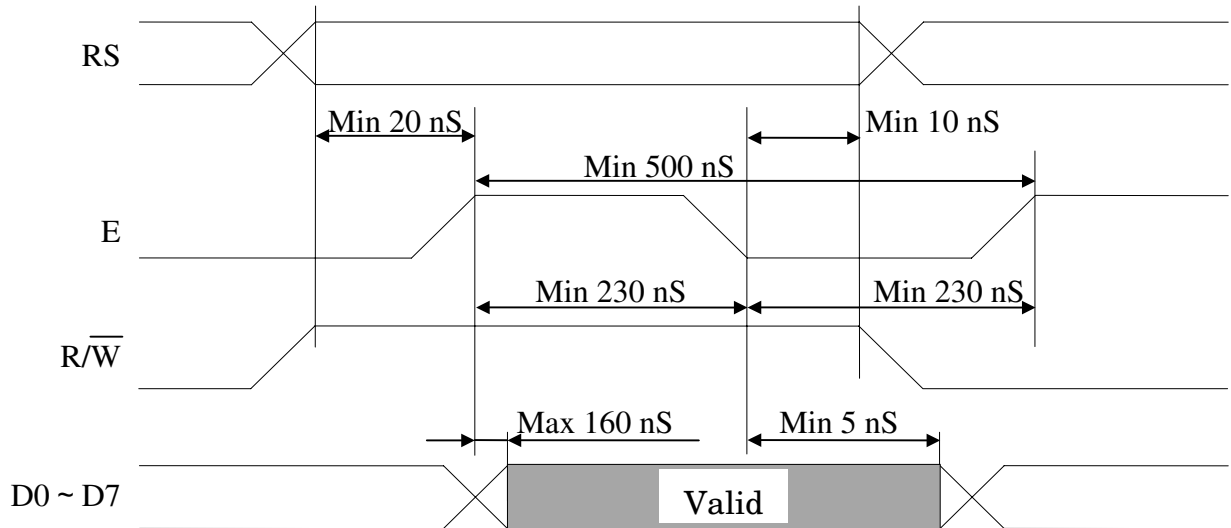 RS
Min 20 nS
Min 10 nS
Min 500 nS
E
Min 230 nS
Min 230 nS
R/W̅
Max 160 nS
Min 5 nS
D0 ~ D7
Valid